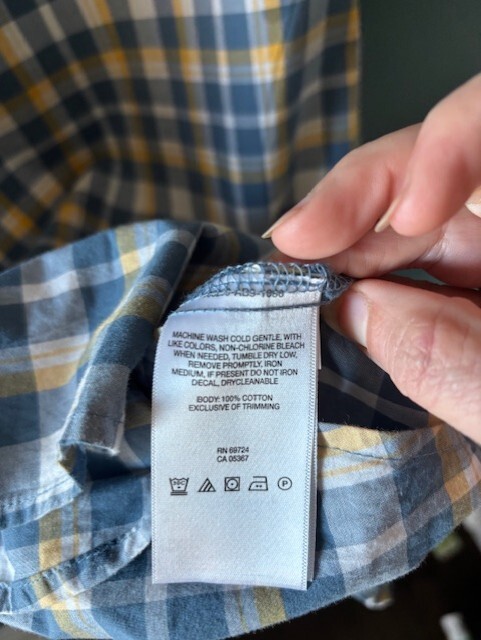 MACHINE WASH COLD GENTLE, WITH
LIKE COLORS, NON-CHLORINE BLEACH
WHEN NEEDED, TUMBLE DRY LOW,
REMOVE PROMPTLY, IRON
MEDIUM, IF PRESENT DO NOT IRON
DECAL, DRYCLEANABLE
BODY: 100% COTTON
EXCLUSIVE OF TRIMMING
RN 69724
CA 05367
P